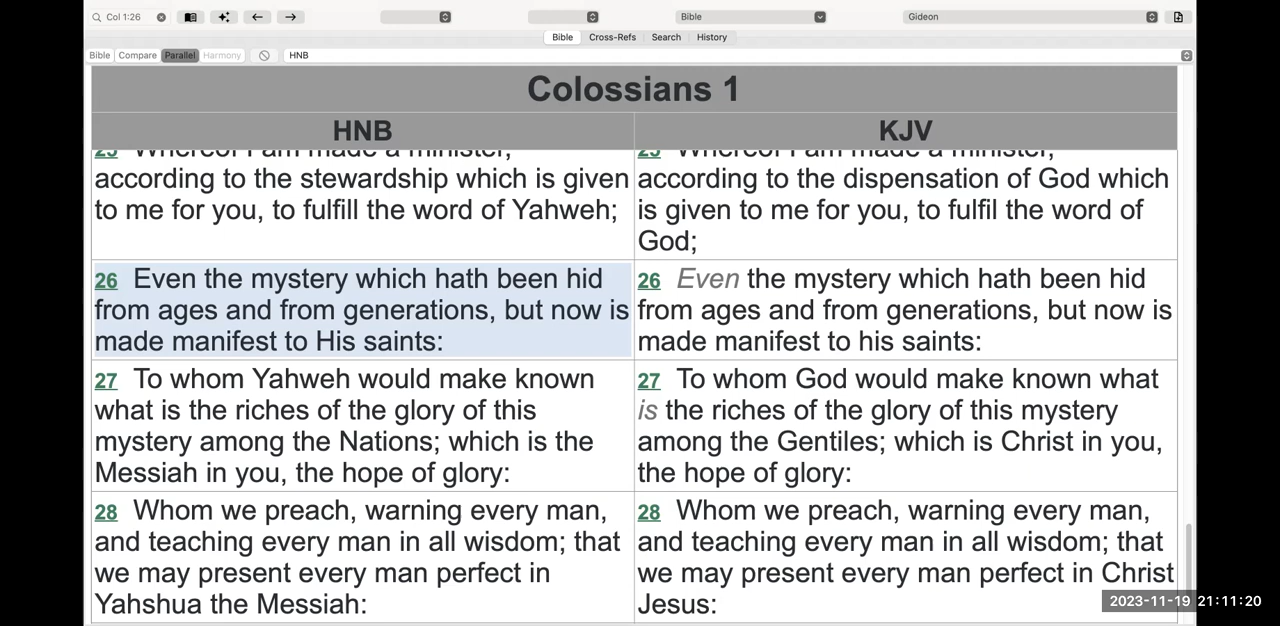 Col 1:26
Bible
Gideon
Bible
Cross-Refs
Search
History
Bible
Compare
Parallel
Harmony
HNB
Colossians 1
HNB
KJV
25 Whereof I am made a minister,
according to the stewardship which is given
to me for you, to fulfill the word of Yahweh;
25 Whereof I am made a minister,
according to the dispensation of God which
is given to me for you, to fulfil the word of
God;
26 Even the mystery which hath been hid
from ages and from generations, but now is
made manifest to His saints:
26 Even the mystery which hath been hid
from ages and from generations, but now is
made manifest to his saints:
27 To whom Yahweh would make known
what is the riches of the glory of this
mystery among the Nations; which is the
Messiah in you, the hope of glory:
27 To whom God would make known what
is the riches of the glory of this mystery
among the Gentiles; which is Christ in you,
the hope of glory:
28 Whom we preach, warning every man,
and teaching every man in all wisdom; that
we may present every man perfect in
Yahshua the Messiah:
28 Whom we preach, warning every man,
and teaching every man in all wisdom; that
we may present every man perfect in Christ
Jesus:
2023-11-19 21:11:20